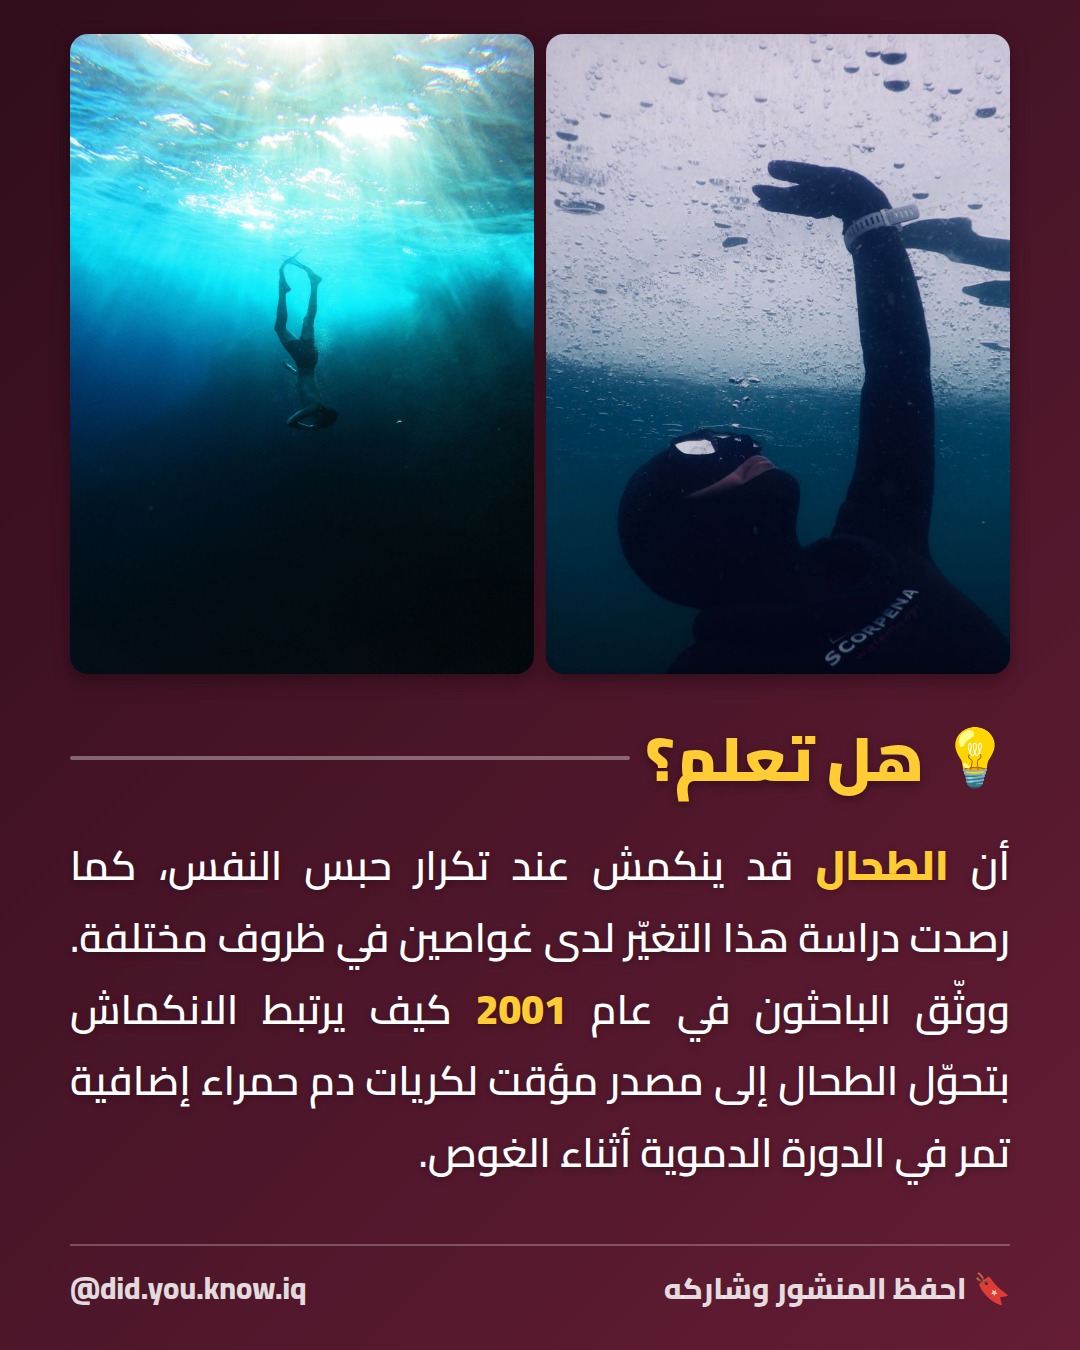 SCORPENA
💡 هل تعلم؟
أن الطحال قد ينكمش عند تكرار حبس النفس، كما
رصدت دراسة هذا التغيّر لدى غواصين في ظروف مختلفة.
ووثّق الباحثون في عام 2001 كيف يرتبط الانكماش
بتحوّل الطحال إلى مصدر مؤقت لكريات دم حمراء إضافية
تمر في الدورة الدموية أثناء الغوص.
🔖 احفظ المنشور وشاركه
@did.you.know.iq